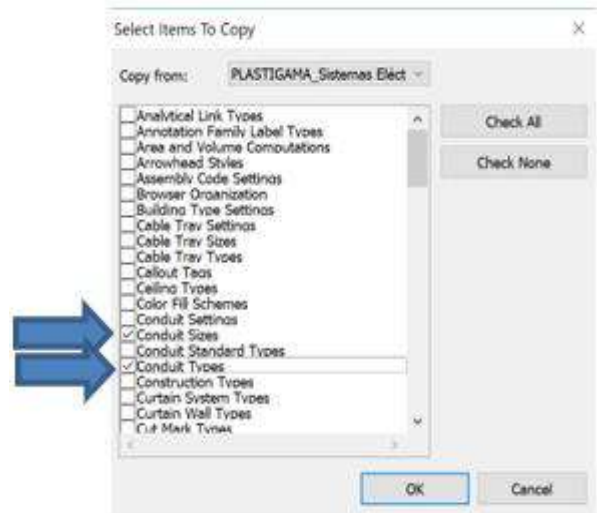 Select Items To Copy
Copy from: PLASTIGAMA_Sistemas Eléct
Analytical Link Types
Annotation Family Label Types
Area and Volume Computations
Arrowhead Styles
Assembly Code Settings
Browser Organization
Building Type Settings
Cable Tray Settings
Cable Tray Sizes
Cable Tray Types
Callout Tags
Ceiling Types
Color Fill Schemes
Conduit Settings
Conduit Sizes
Conduit Standard Types
Conduit Types
Construction Types
Curtain System Types
Curtain Wall Types
Cut Mark Types
Check All
Check None
OK Cancel